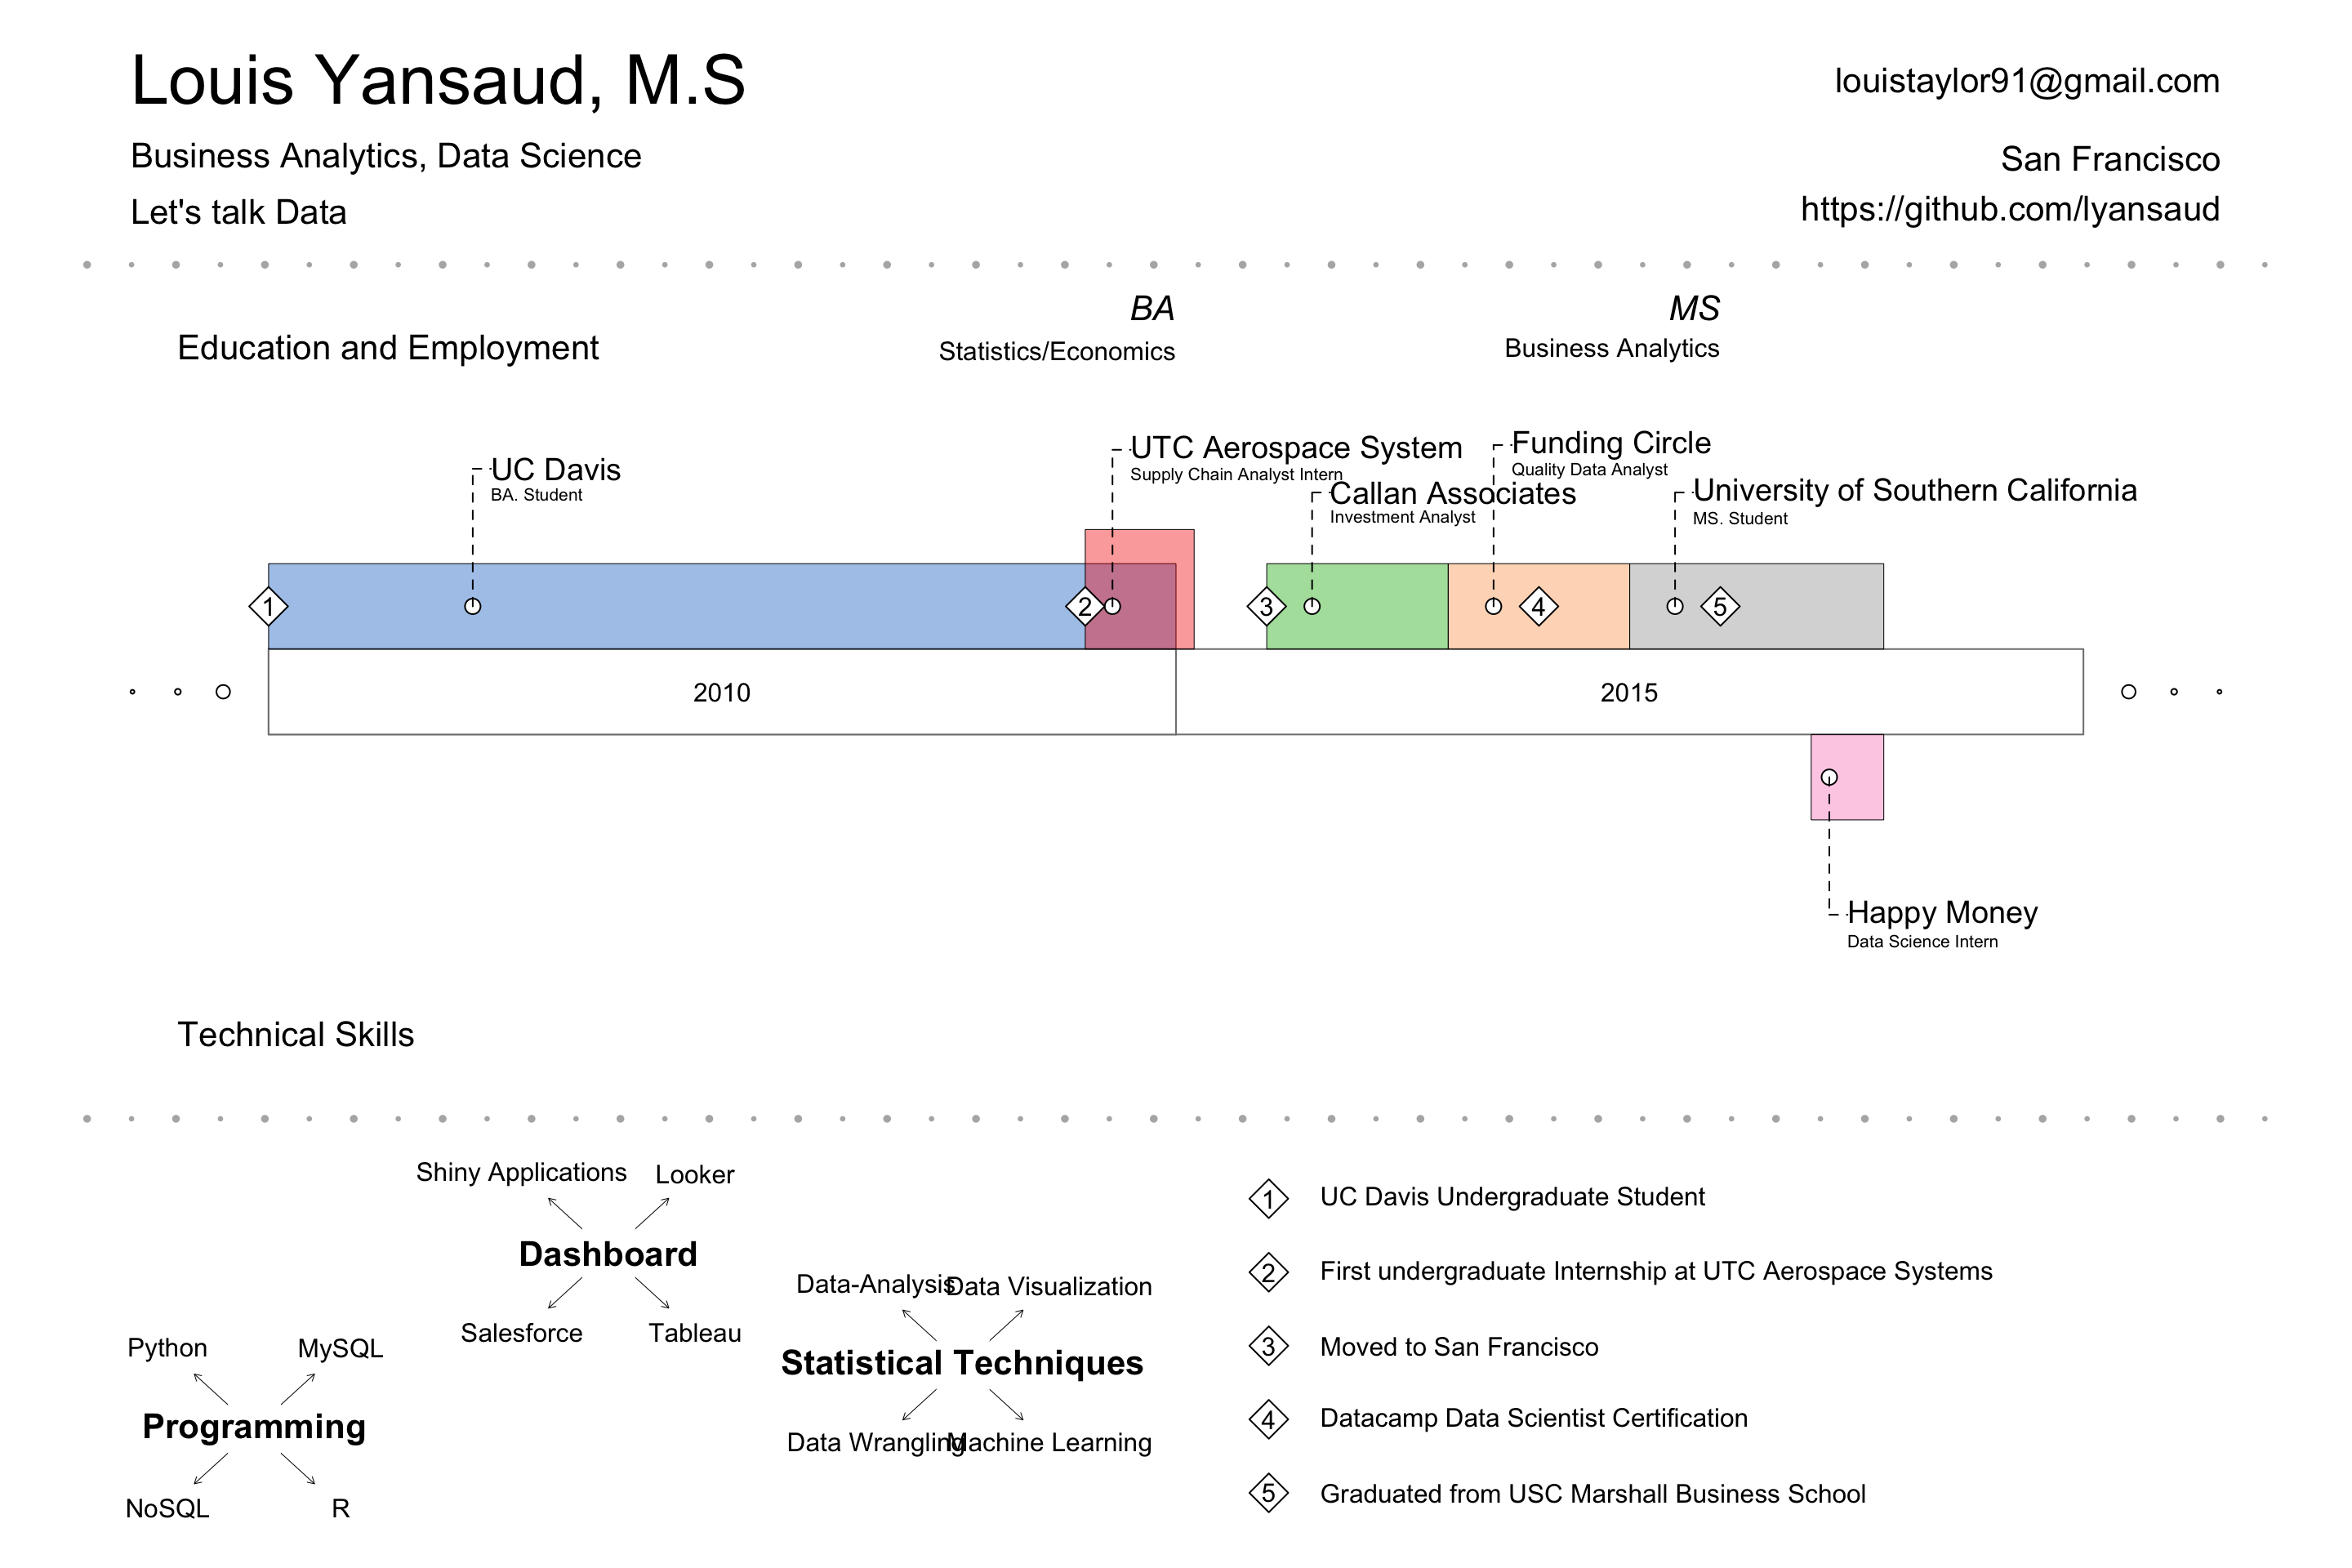 Louis Yansaud, M.S
louistaylor91@gmail.com
Business Analytics, Data Science
San Francisco
Let's talk Data
https://github.com/lyansaud
BA
MS
Education and Employment
Statistics/Economics
Business Analytics
UC Davis
BA. Student
UTC Aerospace System
Supply Chain Analyst Intern
Funding Circle
Quality Data Analyst
Callan Associates
Investment Analyst
University of Southern California
MS. Student
1
2
3
4
5
2010
2015
Happy Money
Data Science Intern
Technical Skills
Shiny Applications
Looker
Dashboard
Salesforce
Tableau
Data-Analysis
Data Visualization
Statistical Techniques
Data Wrangling
Machine Learning
Python
MySQL
Programming
NoSQL
R
1 UC Davis Undergraduate Student
2 First undergraduate Internship at UTC Aerospace Systems
3 Moved to San Francisco
4 Datacamp Data Scientist Certification
5 Graduated from USC Marshall Business School